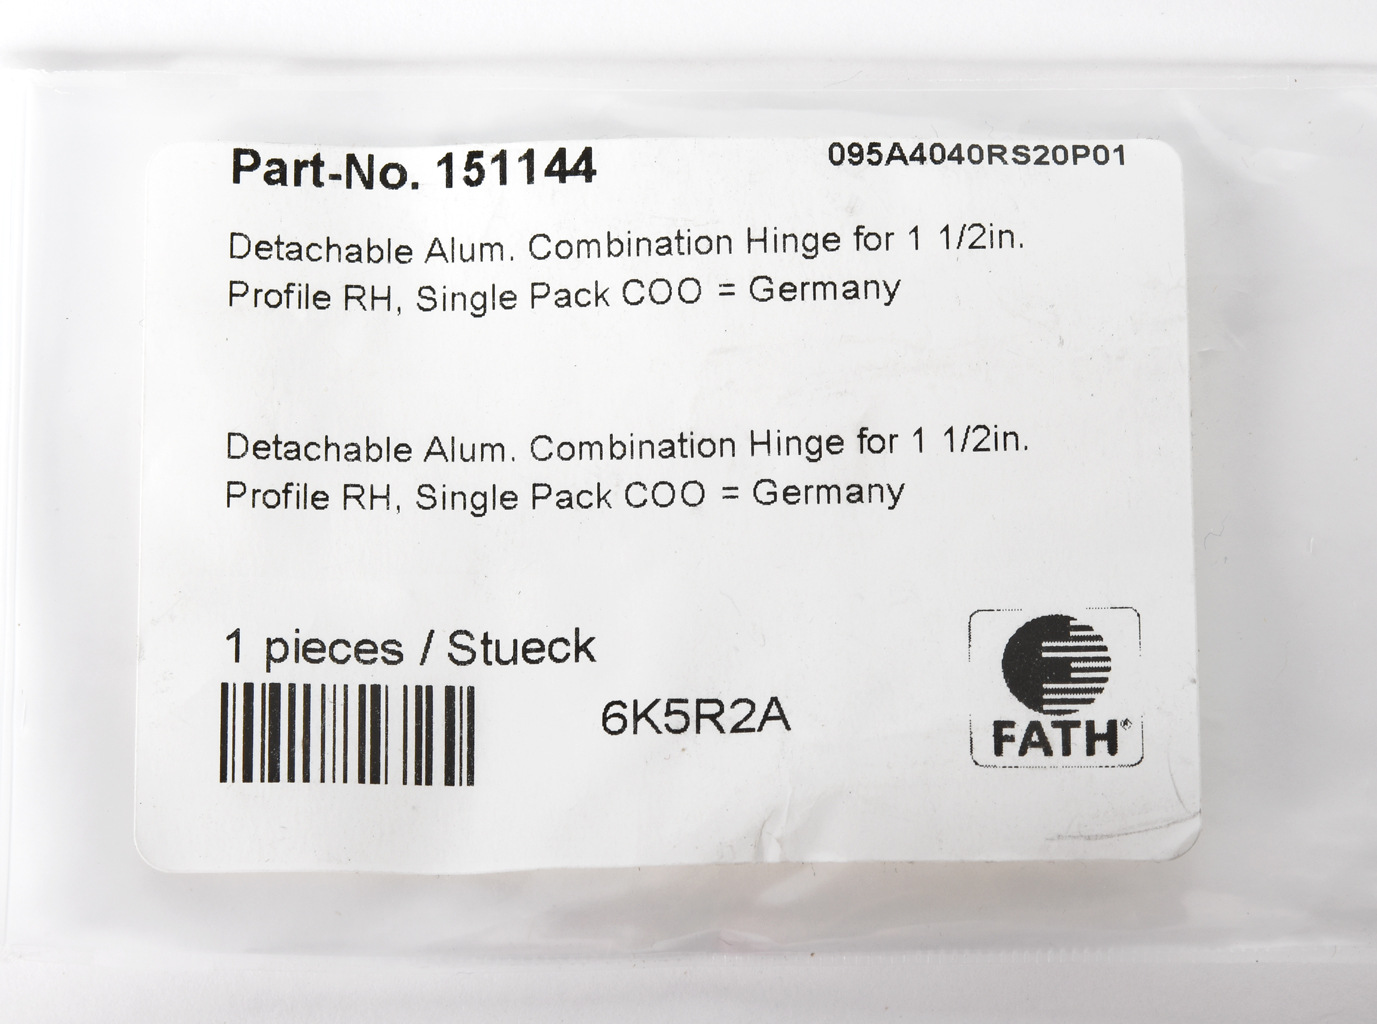 Part-No. 151144
095A4040RS20P01
Detachable Alum. Combination Hinge for 1 1/2in.
Profile RH, Single Pack COO = Germany
Detachable Alum. Combination Hinge for 1 1/2in.
Profile RH, Single Pack COO = Germany
1 pieces / Stueck
6K5R2A
FATH®